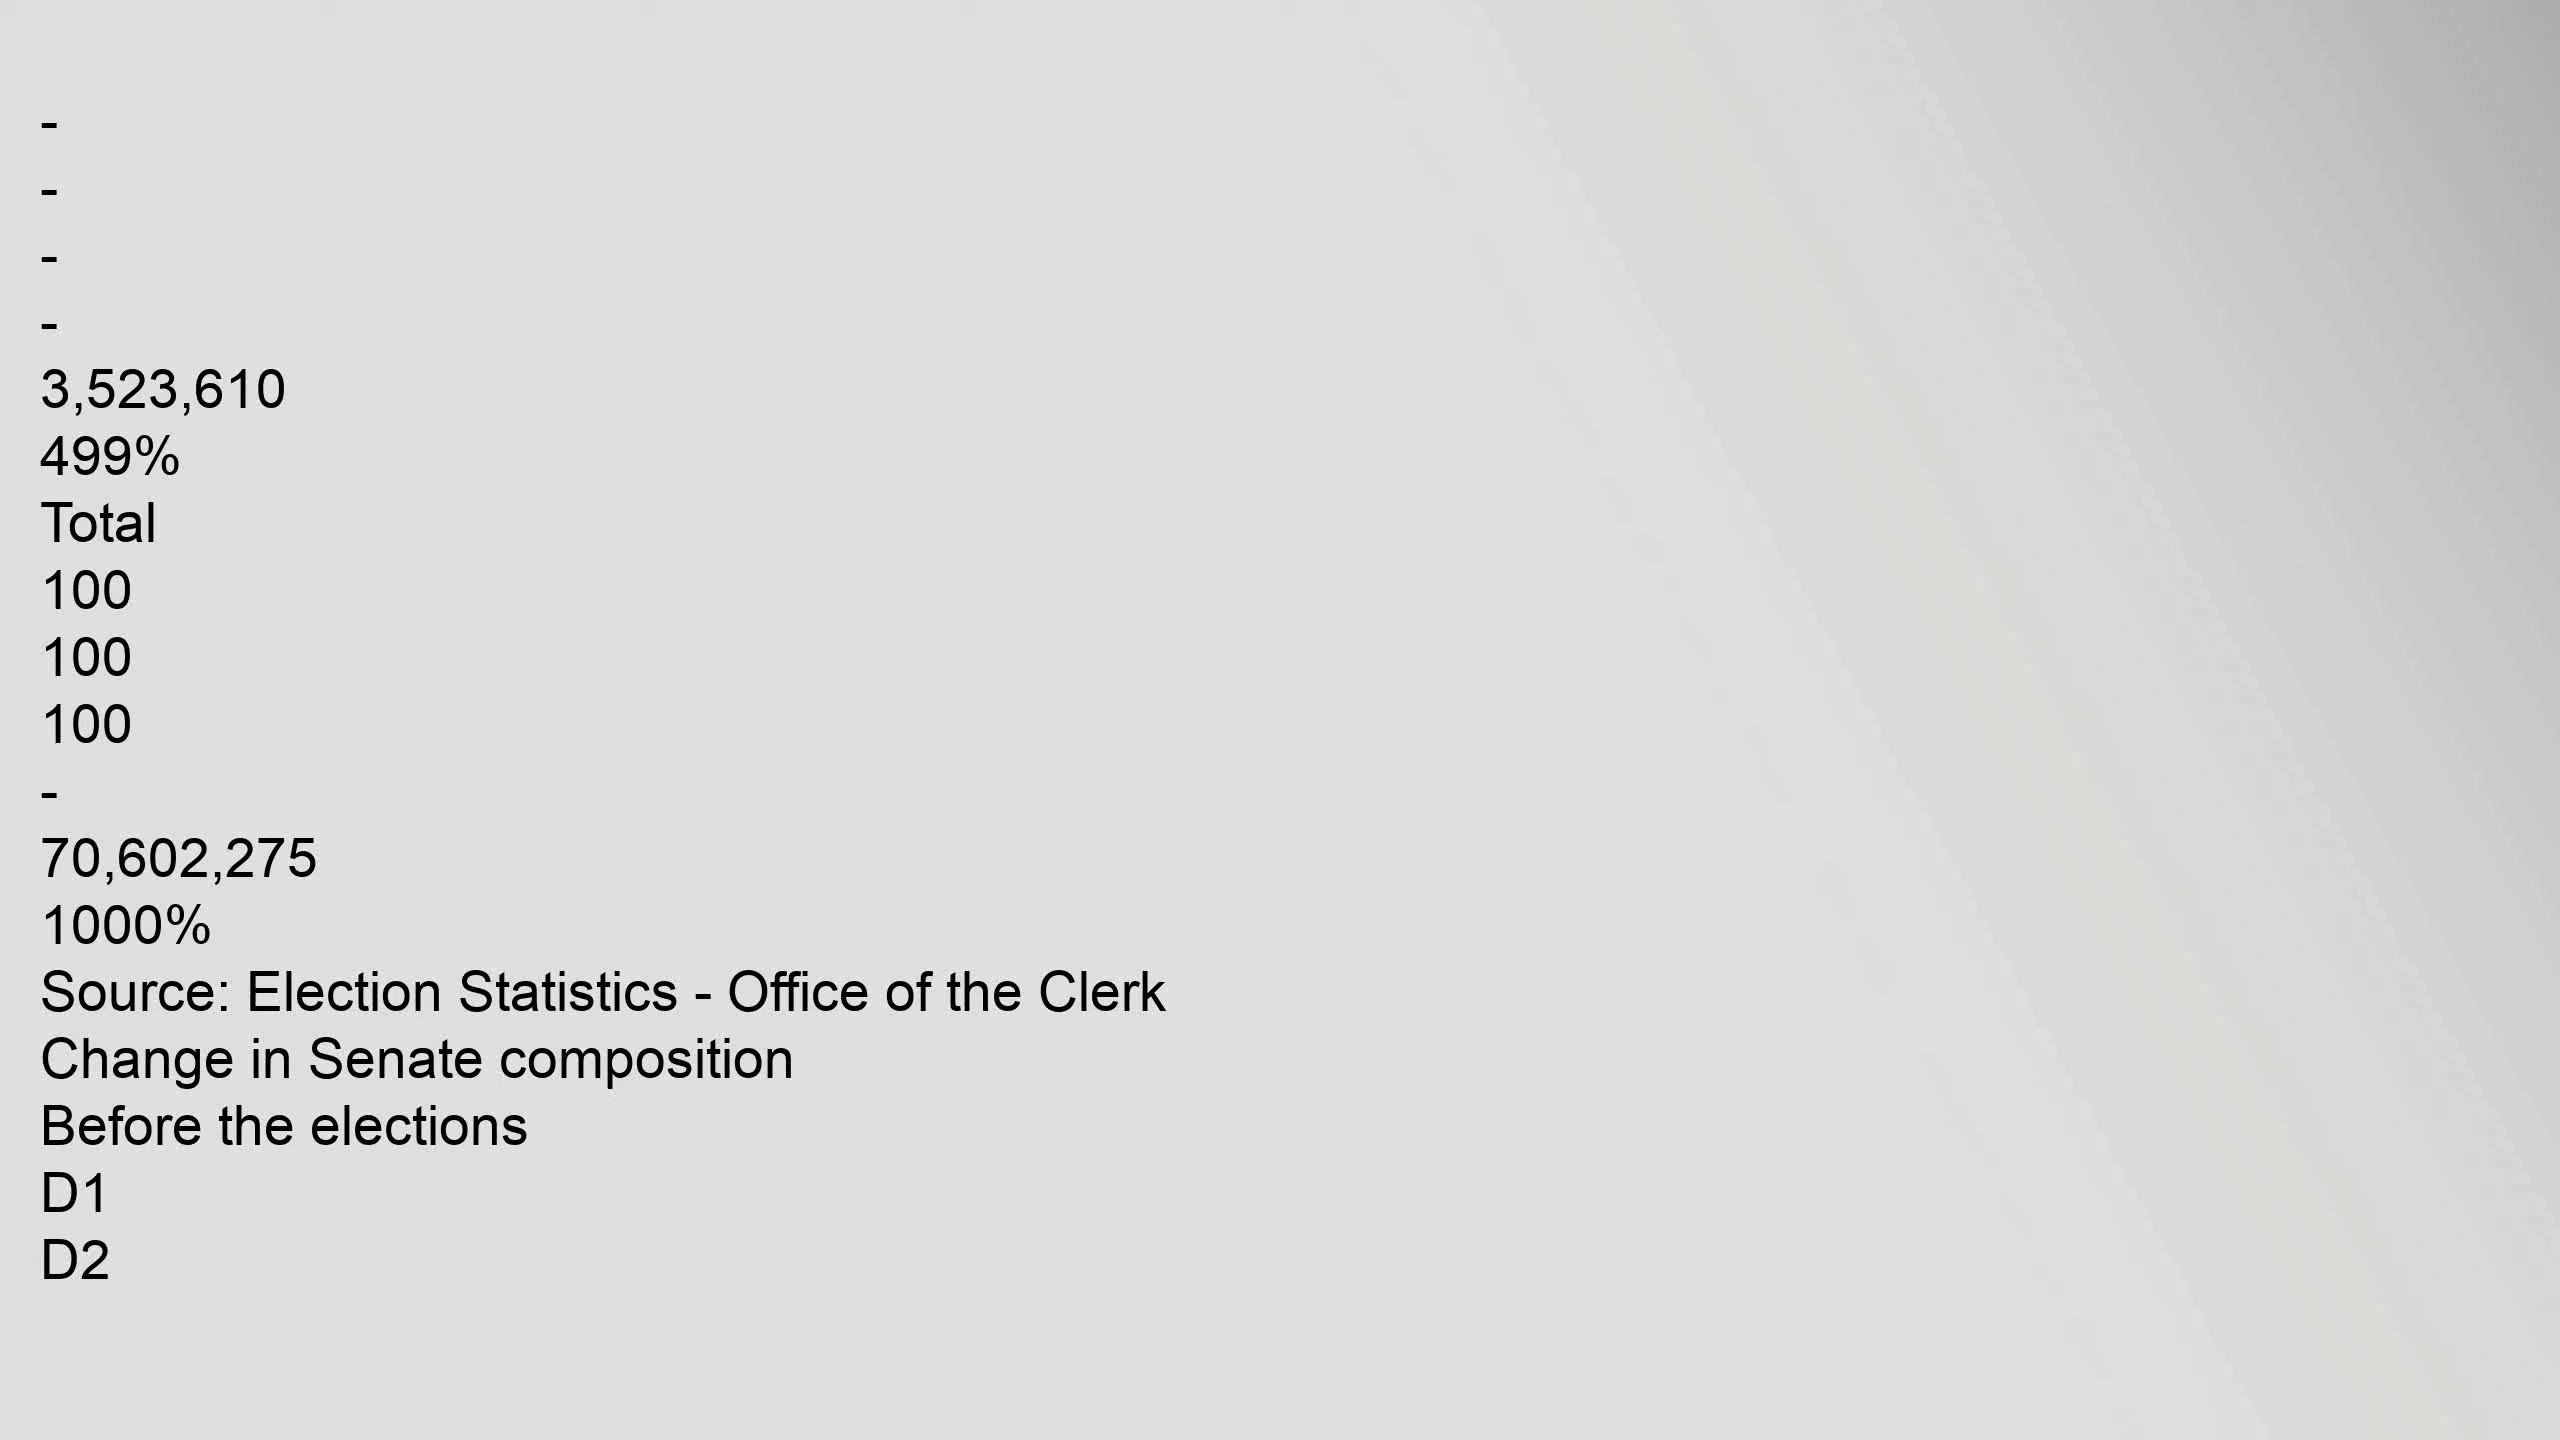 -
-
-
-
3,523,610
499%
Total
100
100
100
-
70,602,275
1000%
Source: Election Statistics - Office of the Clerk
Change in Senate composition
Before the elections
D1
D2